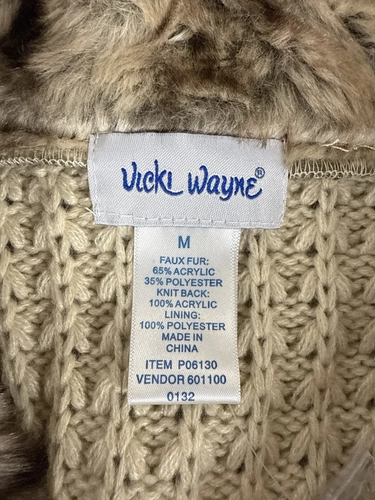 Vicki Wayne®
M
FAUX FUR:
65% ACRYLIC
35% POLYESTER
KNIT BACK:
100% ACRYLIC
LINING:
100% POLYESTER
MADE IN
CHINA
ITEM P06130
VENDOR 601100
0132